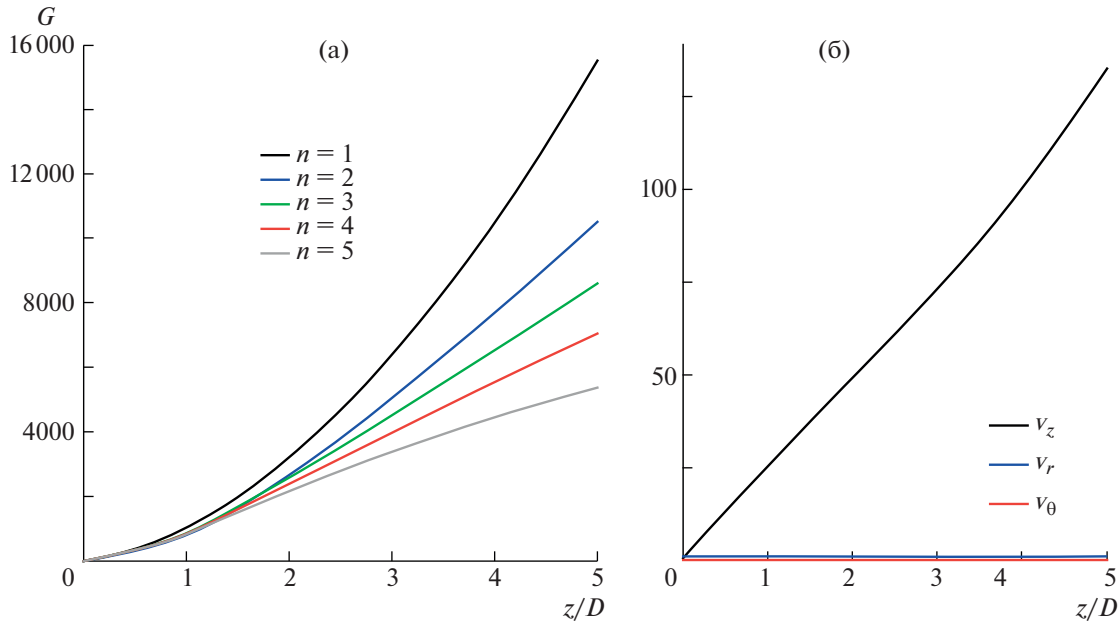 G
16 000
12 000
8000
4000
0
1
2
3
4
5
z/D
(а)
n = 1
n = 2
n = 3
n = 4
n = 5
(б)
100
50
0
1
2
3
4
5
z/D
v_z
v_r
v_θ